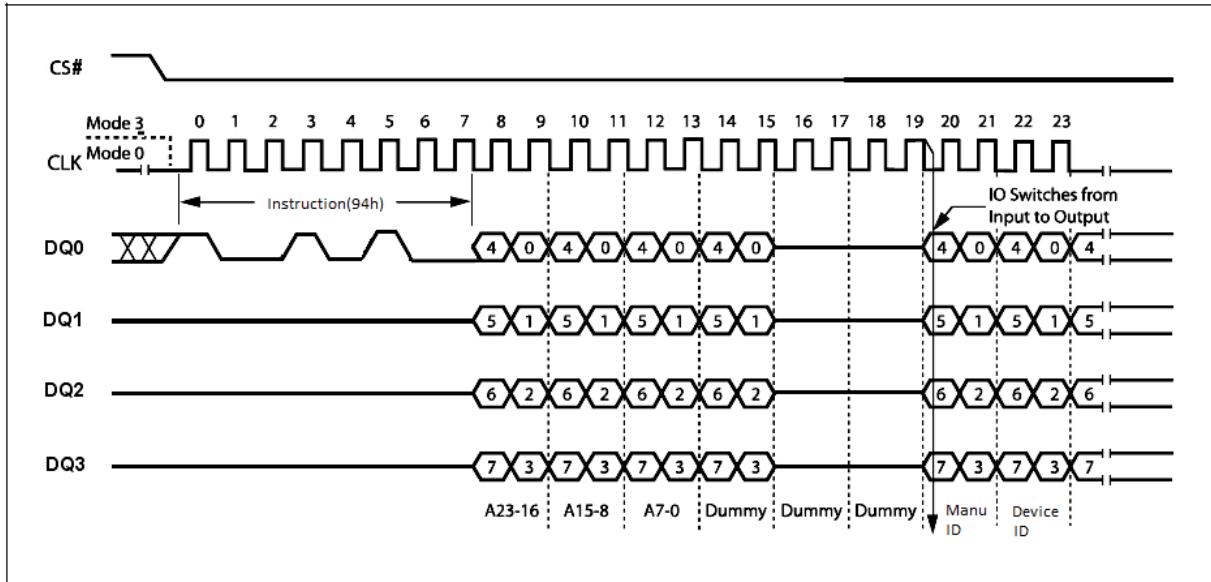 CS#
Mode 3 0 1 2 3 4 5 6 7 8 9 10 11 12 13 14 15 16 17 18 19 20 21 22 23
CLK Mode 0
Instruction(94h)
IO Switches from
Input to Output
DQ0 4 0 4 0 4 0 4 0 4 0 4 0 4
DQ1 5 1 5 1 5 1 5 1 5 1 5 1 5
DQ2 6 2 6 2 6 2 6 2 6 2 6 2 6
DQ3 7 3 7 3 7 3 7 3 7 3 7 3 7
A23-16 A15-8 A7-0 Dummy Dummy Dummy Manu Device
ID ID